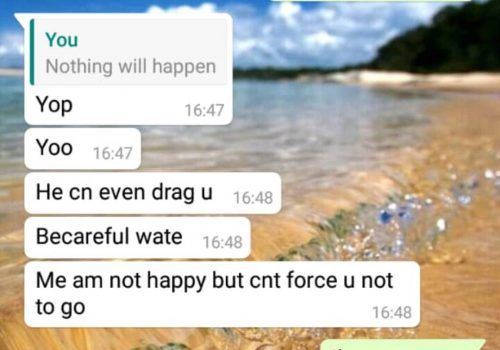 You
Nothing will happen
Yop
16:47
Yoo
16:47
He cn even drag u
16:48
Becareful wate
16:48
Me am not happy but cnt force u not
to go
16:48